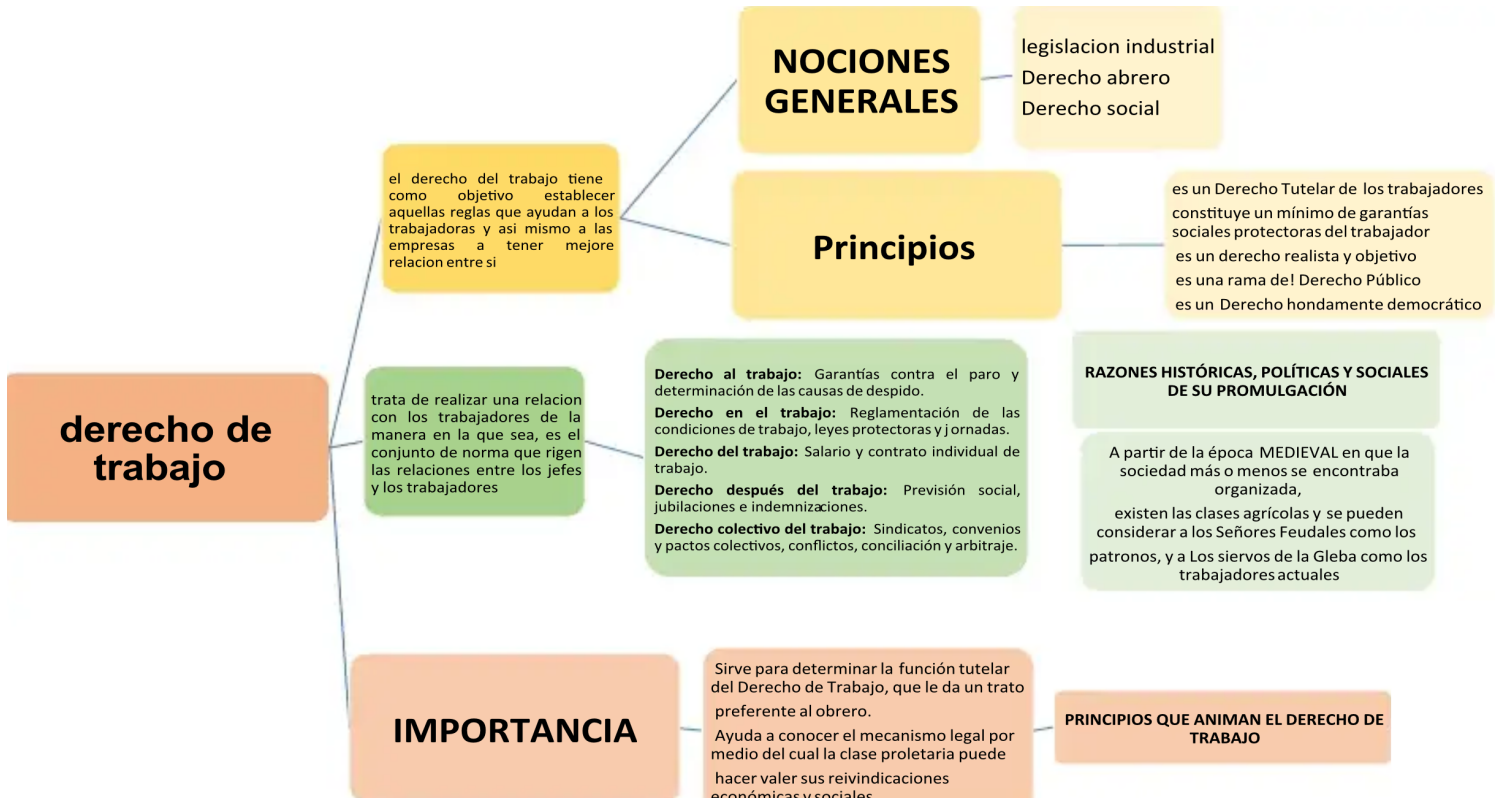 NOCIONES
GENERALES
legislacion industrial
Derecho abrero
Derecho social
el derecho del trabajo tiene
como objetivo establecer
aquellas reglas que ayudan a los
trabajadoras y asi mismo a las
empresas a tener mejore
relacion entre si
Principios
es un Derecho Tutelar de los trabajadores
constituye un mínimo de garantías
sociales protectoras del trabajador
es un derecho realista y objetivo
es una rama de! Derecho Público
es un Derecho hondamente democrático
derecho de
trabajo
trata de realizar una relacion
con los trabajadores de la
manera en la que sea, es el
conjunto de norma que rigen
las relaciones entre los jefes
y los trabajadores
Derecho al trabajo: Garantías contra el paro y
determinación de las causas de despido.
Derecho en el trabajo: Reglamentación de las
condiciones de trabajo, leyes protectoras y jornadas.
Derecho del trabajo: Salario y contrato individual de
trabajo.
Derecho después del trabajo: Previsión social,
jubilaciones e indemnizaciones.
Derecho colectivo del trabajo: Sindicatos, convenios
y pactos colectivos, conflictos, conciliación y arbitraje.
RAZONES HISTÓRICAS, POLÍTICAS Y SOCIALES
DE SU PROMULGACIÓN
A partir de la época MEDIEVAL en que la
sociedad más o menos se encontraba
organizada,
existen las clases agrícolas y se pueden
considerar a los Señores Feudales como los
patronos, y a Los siervos de la Gleba como los
trabajadores actuales
IMPORTANCIA
Sirve para determinar la función tutelar
del Derecho de Trabajo, que le da un trato
preferente al obrero.
Ayuda a conocer el mecanismo legal por
medio del cual la clase proletaria puede
hacer valer sus reivindicaciones
económicas y sociales
PRINCIPIOS QUE ANIMAN EL DERECHO DE
TRABAJO